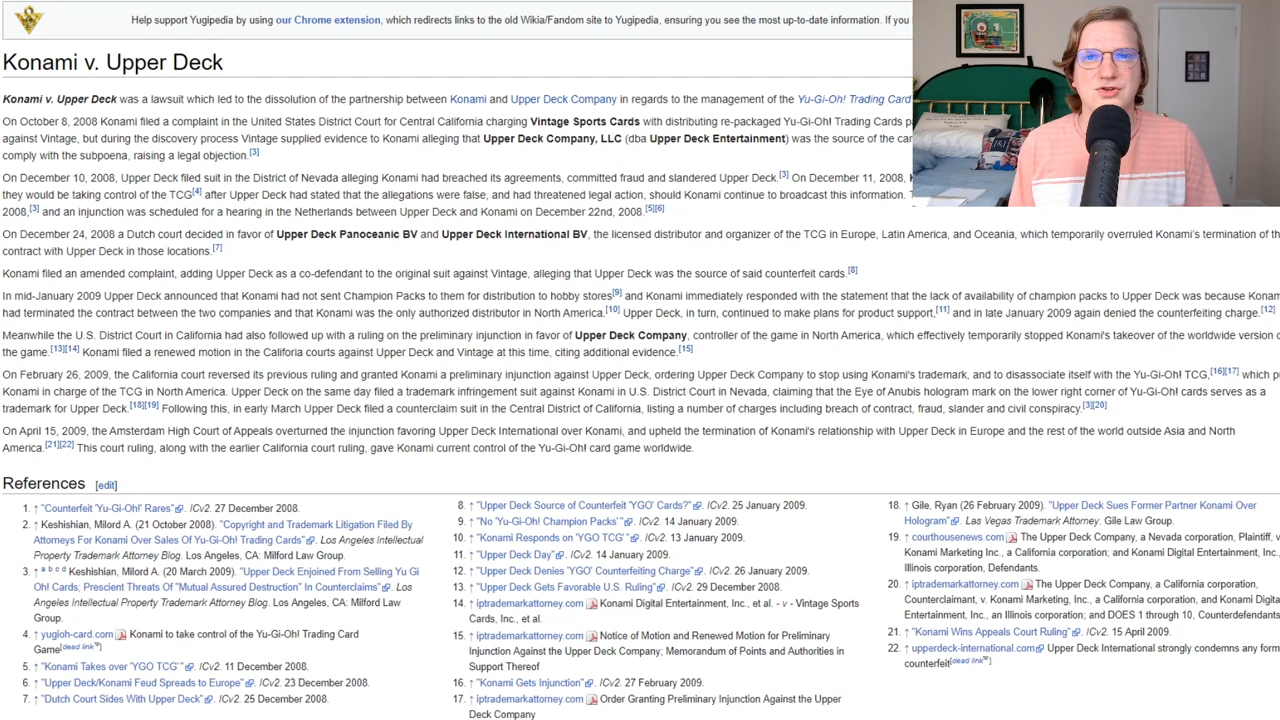 Help support Yugipedia by using our Chrome extension, which redirects links to the old Wiki/Fandom site to Yugipedia, ensuring you see the most up-to-date information. If you
Konami v. Upper Deck
Konami v. Upper Deck was a lawsuit which led to the dissolution of the partnership between Konami and Upper Deck Company in regards to the management of the Yu-Gi-Oh! Trading Card
On October 8, 2008 Konami filed a complaint in the United States District Court for Central California charging Vintage Sports Cards with distributing re-packaged Yu-Gi-Oh! Trading Cards
against Vintage, but during the discovery process Vintage supplied evidence to Konami alleging that Upper Deck Company, LLC (dba Upper Deck Entertainment) was the source of the
comply with the subpoena, raising a legal objection.[3]
On December 10, 2008, Upper Deck filed suit in the District of Nevada alleging Konami had breached its agreements, committed fraud and slandered Upper Deck.[3] On December 11, 2008,
they would be taking control of the TCG[4] after Upper Deck had stated that the allegations were false, and had threatened legal action, should Konami continue to broadcast this information.
2008,[3] and an injunction was scheduled for a hearing in the Netherlands between Upper Deck and Konami on December 22nd, 2008.[5][6]
On December 24, 2008 a Dutch court decided in favor of Upper Deck Panoceanic BV and Upper Deck International BV, the licensed distributor and organizer of the TCG in Europe, Latin America, and Oceania, which temporarily overruled Konami's termination of
contract with Upper Deck in those locations.[7]
Konami filed an amended complaint, adding Upper Deck as a co-defendant to the original suit against Vintage, alleging that Upper Deck was the source of said counterfeit cards.[8]
In mid-January 2009 Upper Deck announced that Konami had not sent Champion Packs to them for distribution to hobby stores[9] and Konami immediately responded with the statement that the lack of availability of champion packs to Upper Deck was because
had terminated the contract between the two companies and that Konami was the only authorized distributor in North America.[10] Upper Deck, in turn, continued to make plans for product support,[11] and in late January 2009 again denied the counterfeiting charge.[12]
Meanwhile the U.S. District Court in California had also followed up with a ruling on the preliminary injunction in favor of Upper Deck Company, controller of the game in North America, which effectively temporarily stopped Konami's takeover of the worldwide version
the game.[13][14] Konami filed a renewed motion in the Califoria courts against Upper Deck and Vintage at this time, citing additional evidence.[15]
On February 26, 2009, the California court reversed its previous ruling and granted Konami a preliminary injunction against Upper Deck, ordering Upper Deck Company to stop using Konami's trademark, and to disassociate itself with the Yu-Gi-Oh! TCG,[16][17] which
Konami in charge of the TCG in North America. Upper Deck on the same day filed a trademark infringement suit against Konami in U.S. District Court in Nevada, claiming that the Eye of Anubis hologram mark on the lower right corner of Yu-Gi-Oh! cards serves as a
trademark for Upper Deck.[18][19] Following this, in early March Upper Deck filed a counterclaim suit in the Central District of California, listing a number of charges including breach of contract, fraud, slander and civil conspiracy.[3][20]
On April 15, 2009, the Amsterdam High Court of Appeals overturned the injunction favoring Upper Deck International over Konami, and upheld the termination of Konami's relationship with Upper Deck in Europe and the rest of the world outside Asia and North
America.[21][22] This court ruling, along with the earlier California court ruling, gave Konami current control of the Yu-Gi-Oh! card game worldwide.
References [edit]
1. ↑ "Counterfeit 'Yu-Gi-Oh!' Rares". ICv2. 27 December 2008.
2. ↑ Keshishian, Milord A. (21 October 2008). "Copyright and Trademark Litigation Filed By
Attorneys For Konami Over Sales Of Yu-Gi-Oh! Trading Cards". Los Angeles Intellectual
Property Trademark Attorney Blog. Los Angeles, CA: Milford Law Group.
3. ↑ a b c d Keshishian, Milord A. (20 March 2009). "Upper Deck Enjoined From Selling Yu Gi
Oh! Cards; Prescient Threats Of "Mutual Assured Destruction" In Counterclaims". Los
Angeles Intellectual Property Trademark Attorney Blog. Los Angeles, CA: Milford Law
Group.
4. ↑ yugioh-card.com Konami to take control of the Yu-Gi-Oh! Trading Card
Game[dead link]
5. ↑ "Konami Takes over 'YGO TCG'". ICv2. 11 December 2008.
6. ↑ "Upper Deck/Konami Feud Spreads to Europe". ICv2. 23 December 2008.
7. ↑ "Dutch Court Sides With Upper Deck". ICv2. 25 December 2008.
8. ↑ "Upper Deck Source of Counterfeit 'YGO' Cards?". ICv2. 25 January 2009.
9. ↑ "No 'Yu-Gi-Oh! Champion Packs'". ICv2. 14 January 2009.
10. ↑ "Konami Responds on 'YGO TCG'". ICv2. 13 January 2009.
11. ↑ "Upper Deck Day". ICv2. 14 January 2009.
12. ↑ "Upper Deck Denies 'YGO' Counterfeiting Charge". ICv2. 26 January 2009.
13. ↑ "Upper Deck Gets Favorable U.S. Ruling". ICv2. 29 December 2008.
14. ↑ iptrademarkattorney.com Konami Digital Entertainment, Inc., et al. - v - Vintage Sports
Cards, Inc., et al.
15. ↑ iptrademarkattorney.com Notice of Motion and Renewed Motion for Preliminary
Injunction Against the Upper Deck Company; Memorandum of Points and Authorities in
Support Thereof
16. ↑ "Konami Gets Injunction". ICv2. 27 February 2009.
17. ↑ iptrademarkattorney.com Order Granting Preliminary Injunction Against the Upper
Deck Company
18. ↑ Gile, Ryan (26 February 2009). "Upper Deck Sues Former Partner Konami Over
Hologram". Las Vegas Trademark Attorney. Gile Law Group.
19. ↑ courthousenews.com The Upper Deck Company, a Nevada corporation, Plaintiff,
Konami Marketing Inc., a California corporation; and Konami Digital Entertainment, Inc.,
Illinois corporation, Defendants.
20. ↑ iptrademarkattorney.com The Upper Deck Company, a California corporation,
Counterclaimant, v. Konami Marketing, Inc., a California corporation, and Konami
Entertainment, Inc., an Illinois corporation; and DOES 1 through 10, Counterdefendants
21. ↑ "Konami Wins Appeals Court Ruling". ICv2. 15 April 2009.
22. ↑ upperdeck-international.com Upper Deck International strongly condemns any
counterfeit[dead link]